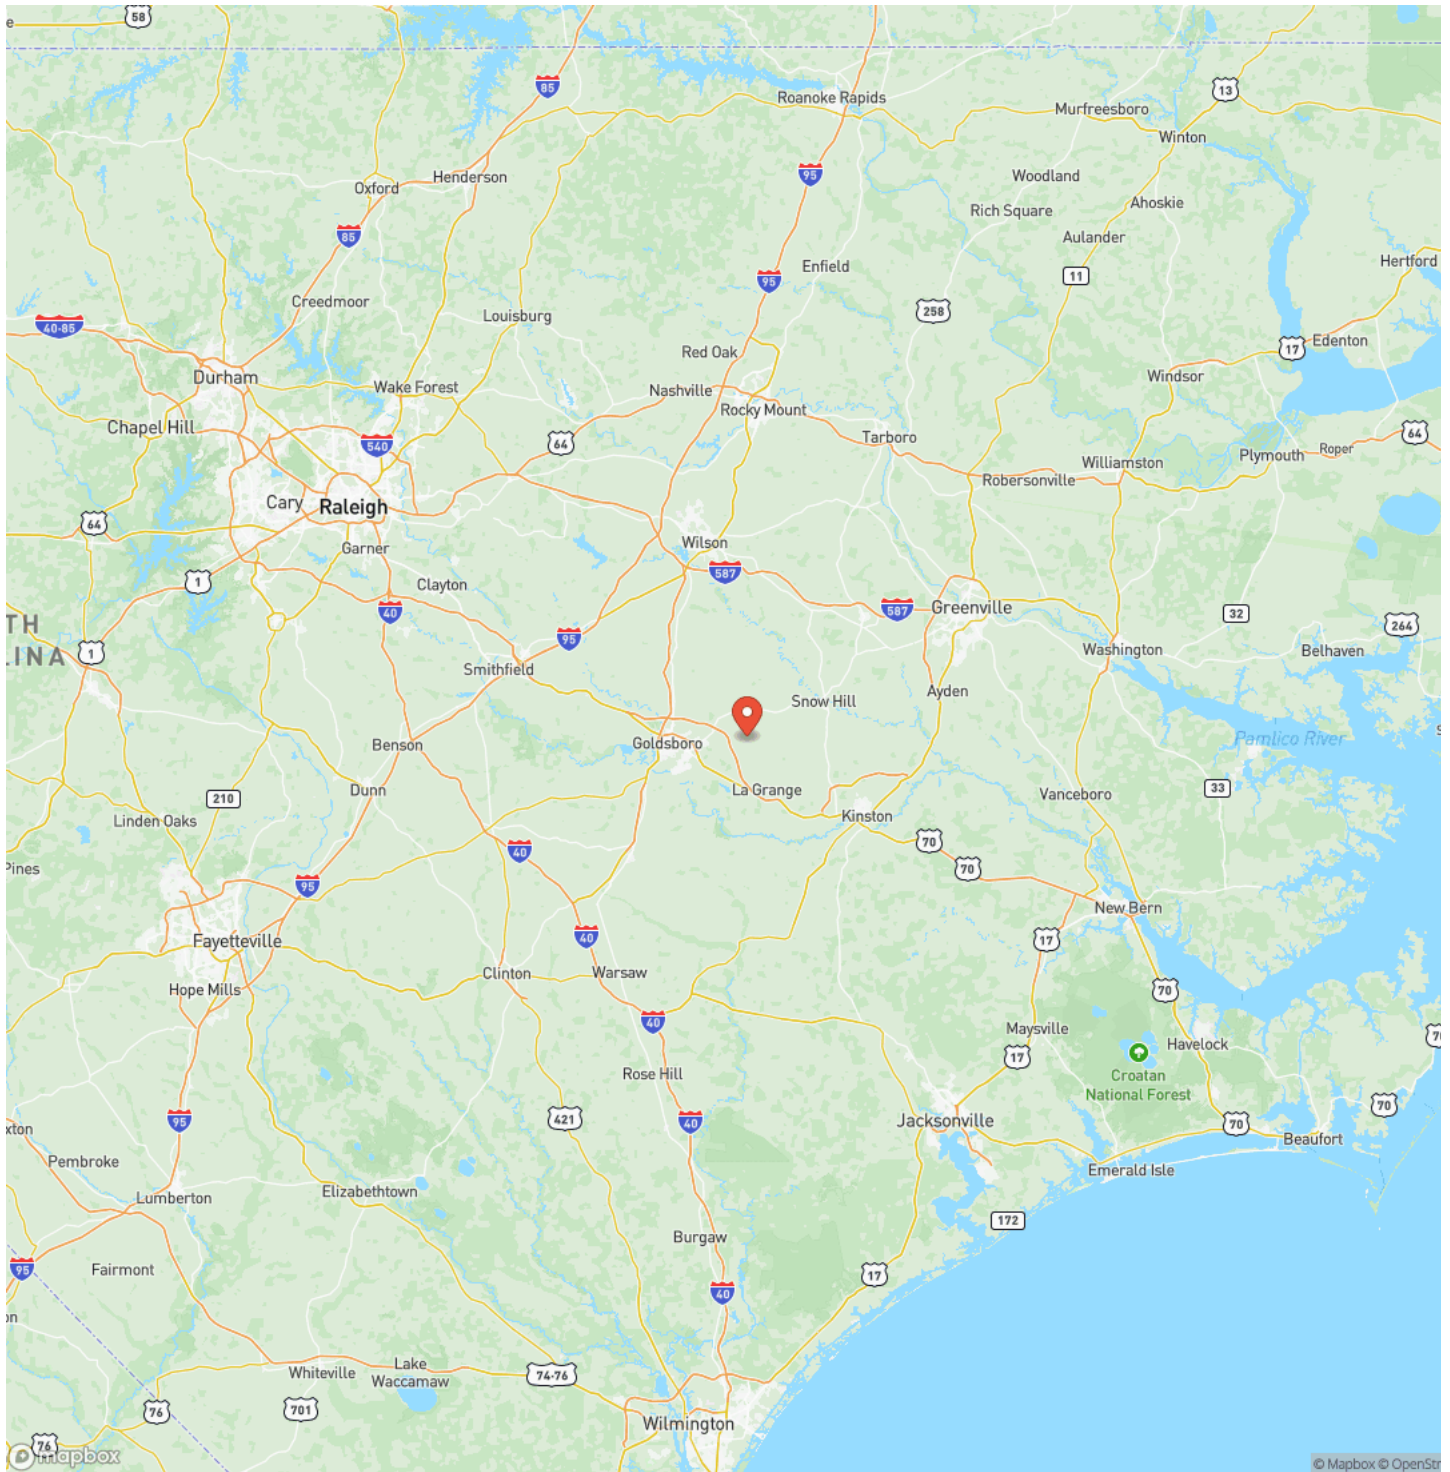 58
85
Roanoke Rapids
13
Murfreesboro
Winton
95
Oxford
Henderson
Woodland
Rich Square
Ahoskie
85
Aulander
Hertford
Enfield
95
11
Creedmoor
258
Louisburg
40-85
Red Oak
17
Edenton
Durham
Wake Forest
Nashville
Windsor
Rocky Mount
Chapel Hill
540
64
Tarboro
64
Roper
Plymouth
Williamston
Robersonville
Cary
Raleigh
64
Garner
Wilson
587
1
Clayton
40
587
Greenville
32
264
TH
LINA
1
95
Smithfield
Washington
Belhaven
Ayden
Snow Hill
Goldsboro
Benson
Pamlico River
S
Dunn
La Grange
Vanceboro
33
210
Linden Oaks
Kinston
70
40
Pines
70
95
New Bern
Fayetteville
40
17
Clinton
Warsaw
Hope Mills
70
40
Maysville
17
Havelock
70
Rose Hill
Croatan
National Forest
95
421
40
Jacksonville
70
70
xton
Beaufort
Pembroke
Emerald Isle
Lumberton
Elizabethtown
172
Burgaw
95
Fairmont
17
40
on
Whiteville
Lake
Waccamaw
74-76
76
701
Wilmington
76
mapbox
© Mapbox © OpenStr